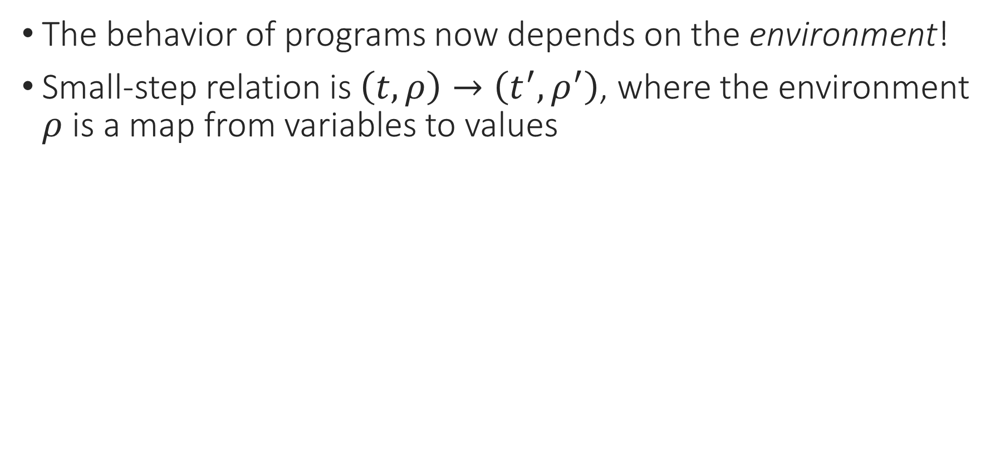 • The behavior of programs now depends on the environment!
• Small-step relation is (t, ρ) → (t′, ρ′), where the environment
ρ is a map from variables to values